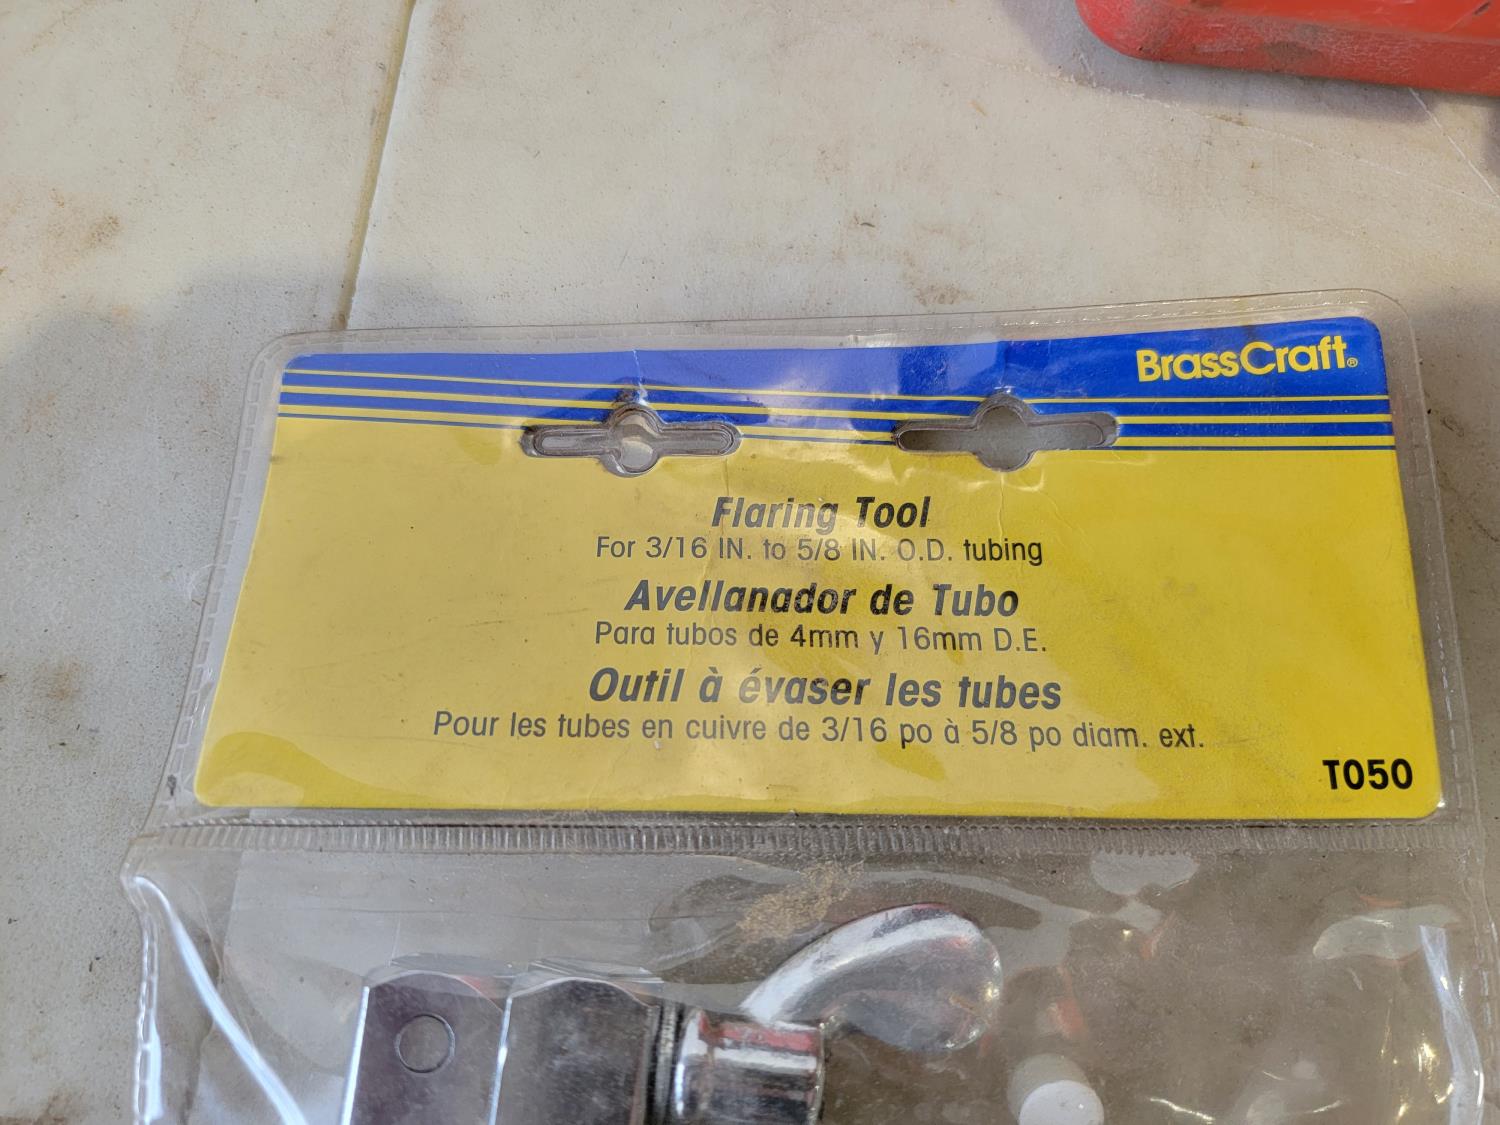 BrassCraft®
Flaring Tool
For 3/16 IN. to 5/8 IN. O.D. tubing
Avellanador de Tubo
Para tubos de 4mm y 16mm D.E.
Outil à évaser les tubes
Pour les tubes en cuivre de 3/16 po à 5/8 po diam. ext.
T050